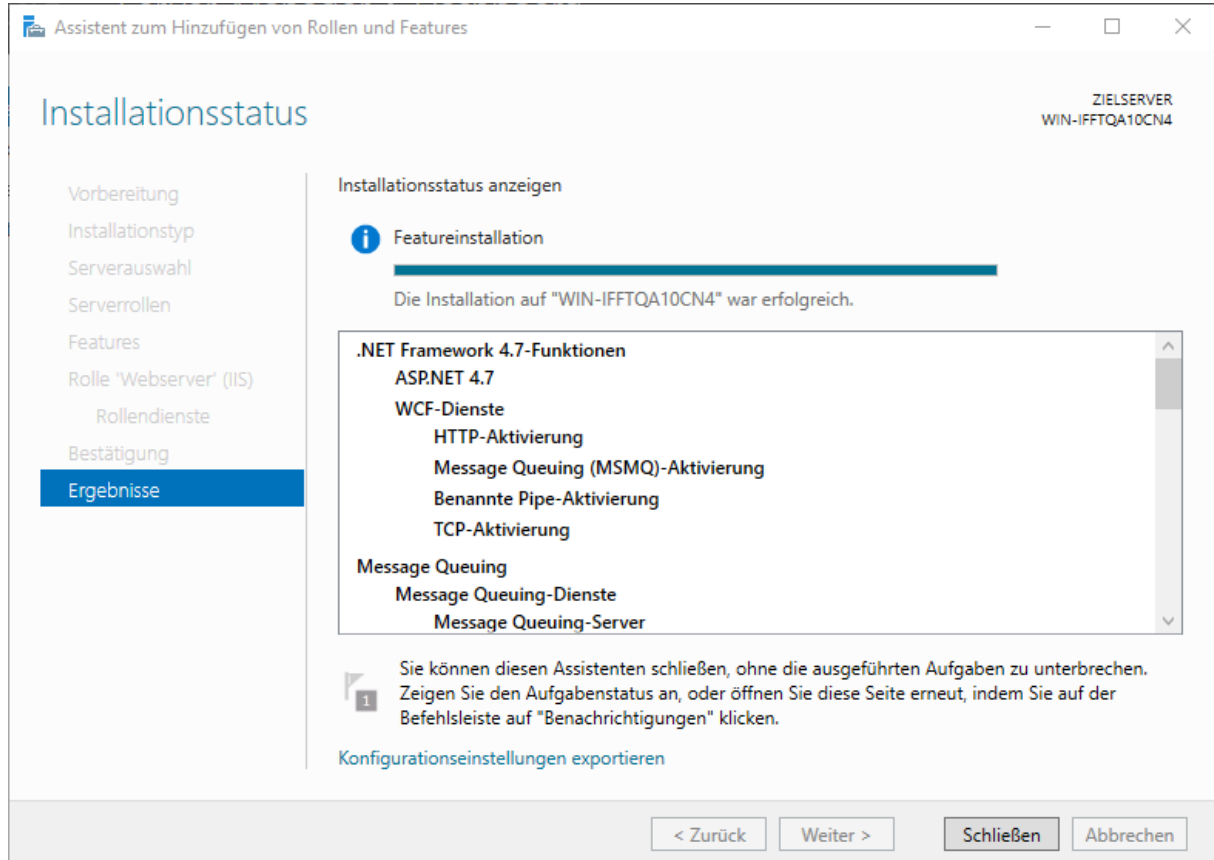 Assistent zum Hinzufügen von Rollen und Features
Installationsstatus
ZIELSERVER
WIN-IFFTQA10CN4
Vorbereitung
Installationstyp
Serverauswahl
Serverrollen
Features
Rolle 'Webserver' (IIS)
Rollendienste
Bestätigung
Ergebnisse
Installationsstatus anzeigen
Featureinstallation
Die Installation auf "WIN-IFFTQA10CN4" war erfolgreich.
.NET Framework 4.7-Funktionen
ASP.NET 4.7
WCF-Dienste
HTTP-Aktivierung
Message Queuing (MSMQ)-Aktivierung
Benannte Pipe-Aktivierung
TCP-Aktivierung
Message Queuing
Message Queuing-Dienste
Message Queuing-Server
1
Sie können diesen Assistenten schließen, ohne die ausgeführten Aufgaben zu unterbrechen.
Zeigen Sie den Aufgabenstatus an, oder öffnen Sie diese Seite erneut, indem Sie auf der
Befehlsleiste auf "Benachrichtigungen" klicken.
Konfigurationseinstellungen exportieren
< Zurück
Weiter >
Schließen
Abbrechen